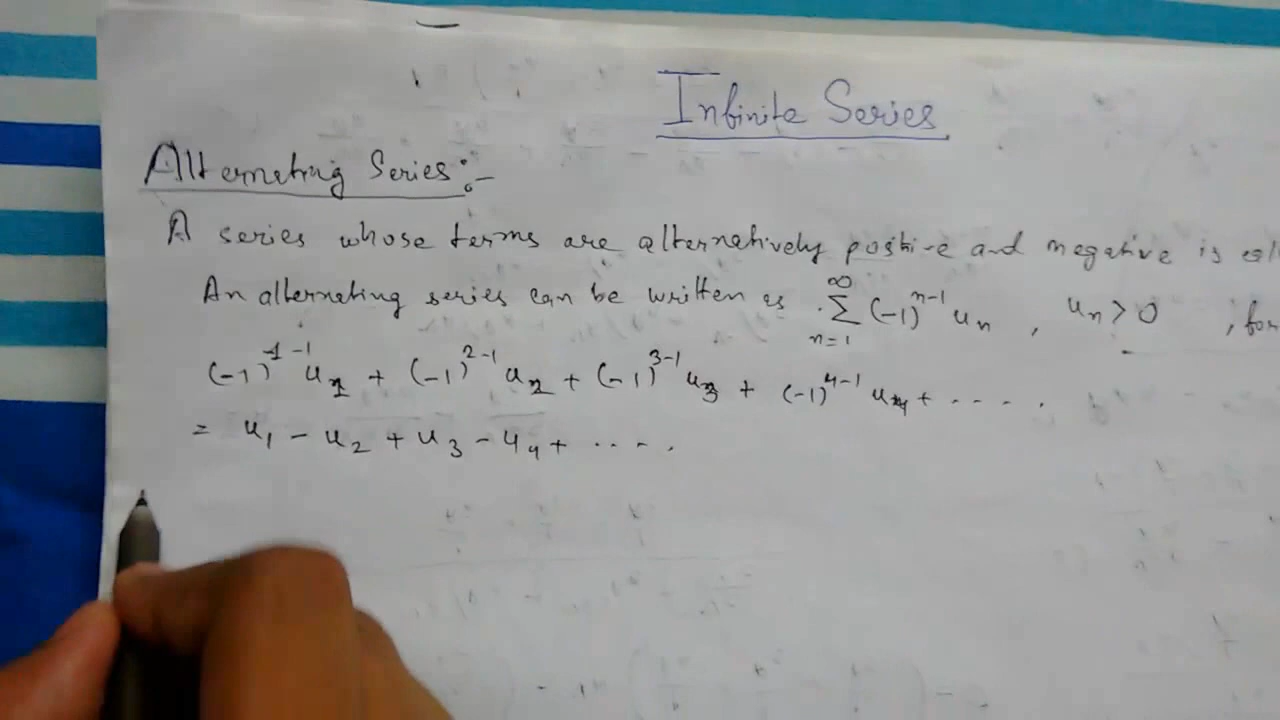 Infinite Series
Alternating Series :-
A series whose terms are alternatively positive and negative is
An alternating series can be written as ∑_{n=1}^{∞} (-1)^{n-1} u_n , u_n > 0 , for
(-1)^{1-1} u_1 + (-1)^{2-1} u_2 + (-1)^{3-1} u_3 + (-1)^{4-1} u_4 + .....
= u_1 - u_2 + u_3 - u_4 + .....